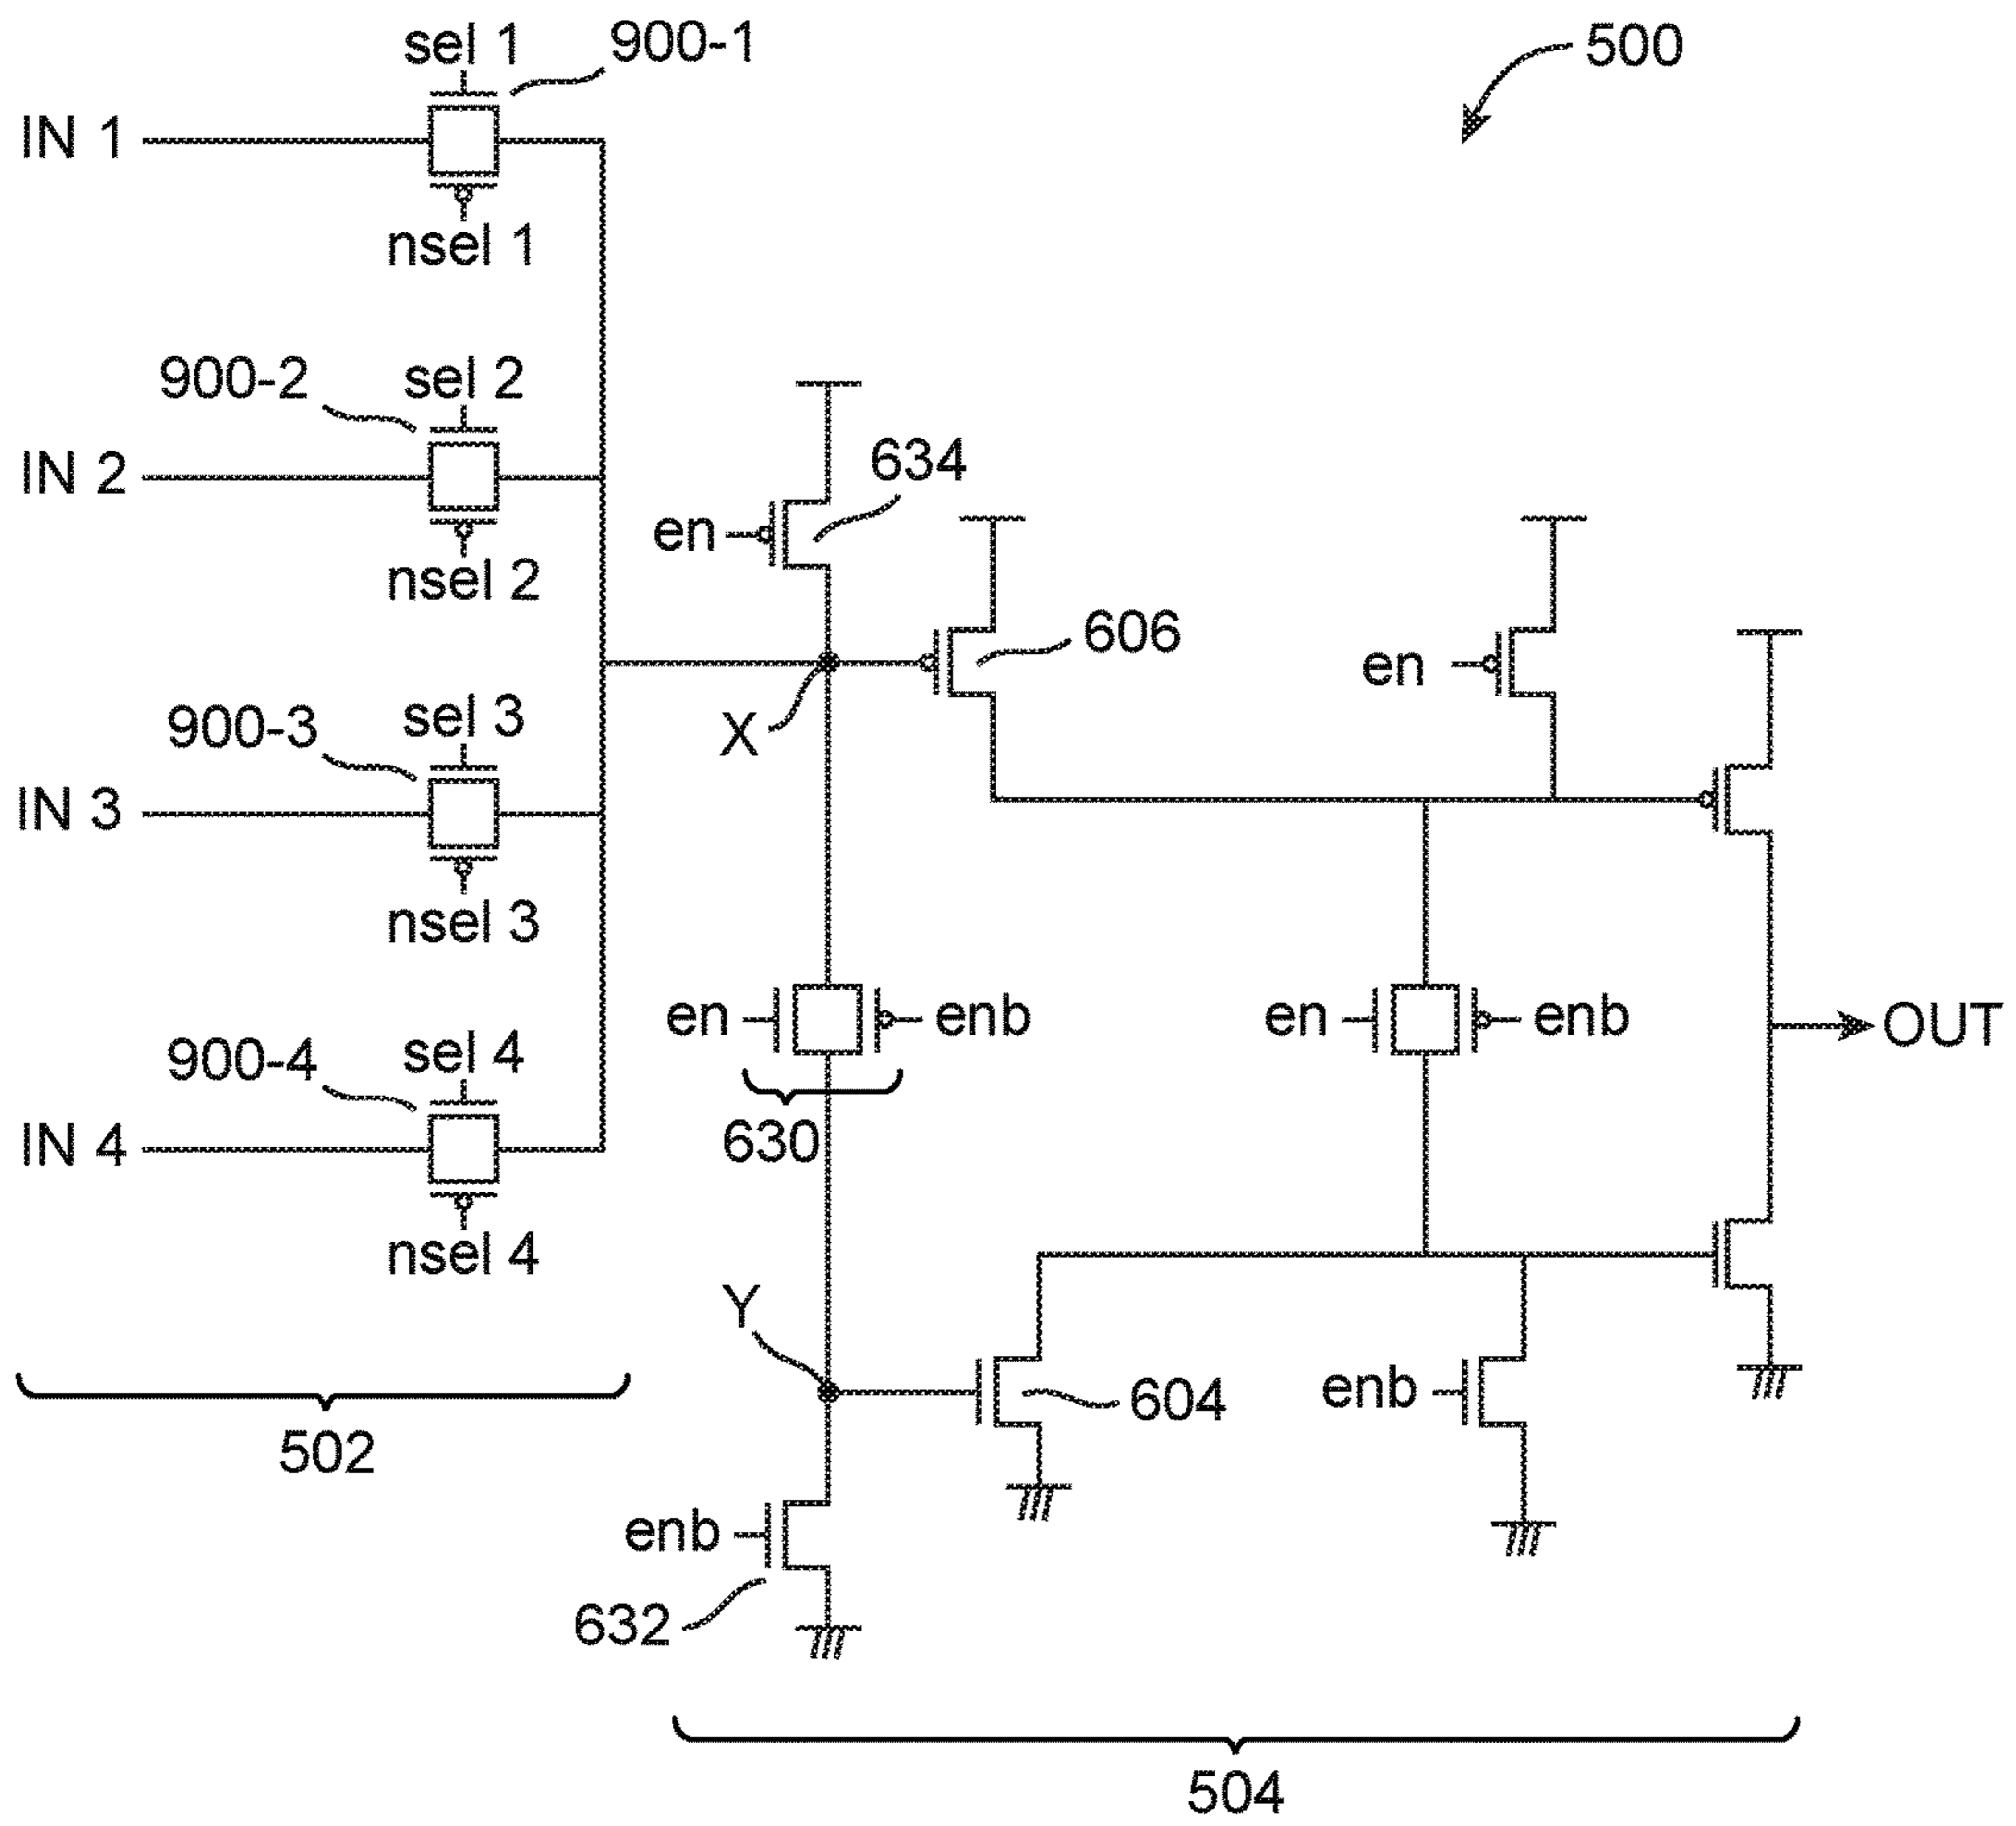 sel 1
900-1
500
IN 1
nsel 1
900-2
sel 2
IN 2
634
en
nsel 2
606
en
900-3
sel 3
X
IN 3
nsel 3
en
enb
en
enb
OUT
900-4
sel 4
630
IN 4
nsel 4
Y
604
enb
502
enb
632
504